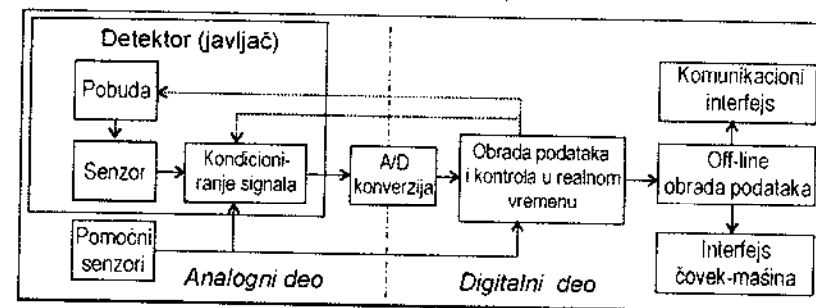 Detektor (javljač)
Pobuda
Senzor
Kondicioni-
ranje signala
A/D
konverzija
Obrada podataka
i kontrola u realnom
vremenu
Komunikacioni
interfejs
Off-line
obrada podataka
Interfejs
čovek-mašina
Pomoćni
senzori
Analogni deo
Digitalni deo